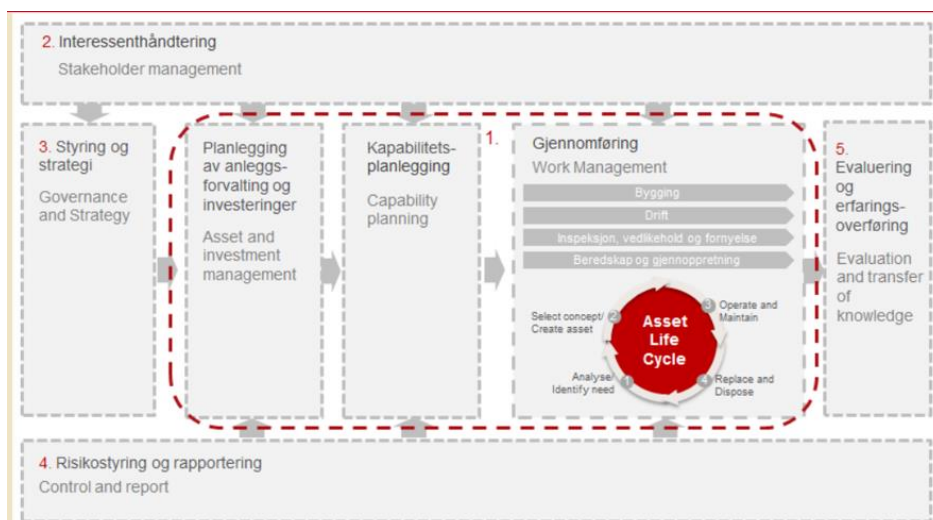 2. Interessenthåndtering
Stakeholder management
3. Styring og
strategi
Governance
and Strategy
Planlegging
av anleggs-
forvalting og
investeringer
Asset and
investment
management
Kapabilitets-
planlegging
Capability
planning
1.
Gjennomføring
Work Management
Bygging
Drift
Inspeksjon, vedlikehold og fornyelse
Beredskap og gjennoppretning
Select concept/
Create asset
2
3
Operate and
Maintain
Asset
Life
Cycle
Analyse/
Identify need
1
4
Replace and
Dispose
5.
Evaluering
og
erfarings-
overføring
Evaluation
and transfer
of
knowledge
4. Risikostyring og rapportering
Control and report